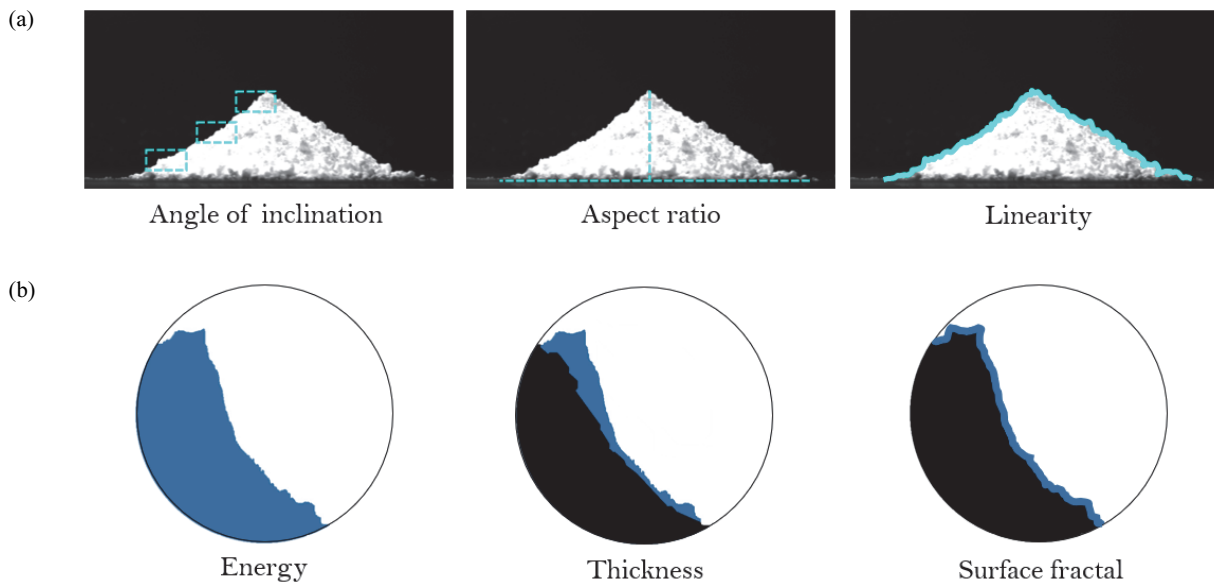 (a)
Angle of inclination
Aspect ratio
Linearity
(b)
Energy
Thickness
Surface fractal